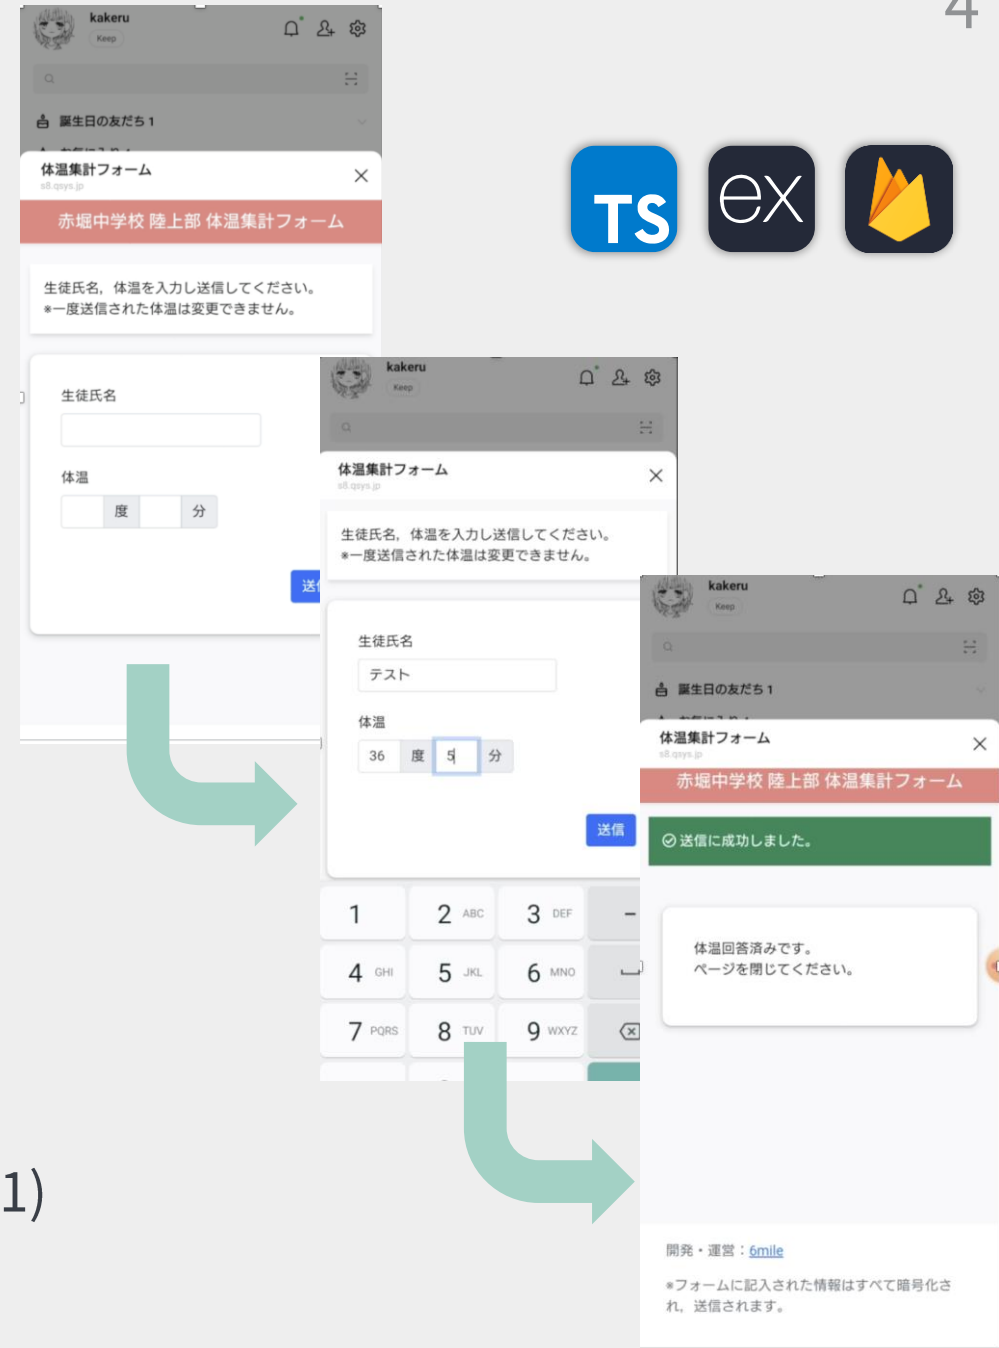 4
kakeru
Keep
誕生日の友だち 1
体温集計フォーム
s8.qsys.jp
赤堀中学校 陸上部 体温集計フォーム
生徒氏名，体温を入力し送信してください。
※一度送信された体温は変更できません。
生徒氏名
体温
度
分
TS
ex
kakeru
Keep
体温集計フォーム
s8.qsys.jp
生徒氏名，体温を入力し送信してください。
※一度送信された体温は変更できません。
生徒氏名
テスト
体温
36 度 5 分
送信
1 2 ABC 3 DEF -
4 GHI 5 JKL 6 MNO
7 PQRS 8 TUV 9 WXYZ
kakeru
Keep
誕生日の友だち 1
体温集計フォーム
s8.qsys.jp
赤堀中学校 陸上部 体温集計フォーム
送信に成功しました。
体温回答済みです。
ページを閉じてください。
1)
開発・運営：6mile
※フォームに記入された情報はすべて暗号化さ
れ，送信されます。